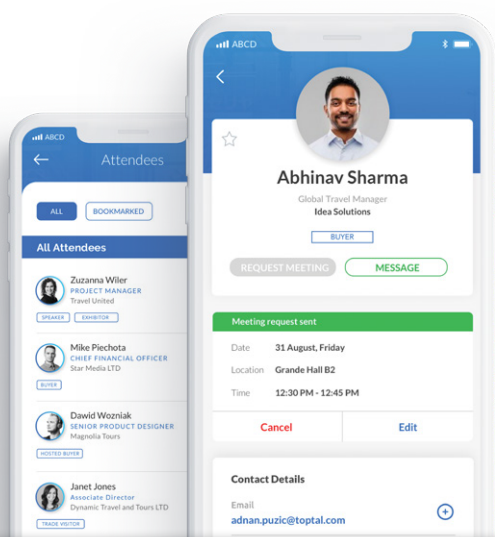 ABCD
Attendees
ALL
BOOKMARKED
All Attendees
Zuzanna Wiler
PROJECT MANAGER
Travel United
SPEAKER
EXHIBITOR
Mike Piechota
CHIEF FINANCIAL OFFICER
Star Media LTD
BUYER
Dawid Wozniak
SENIOR PRODUCT DESIGNER
Magnolia Tours
HOSTED BUYER
Janet Jones
Associate Director
Dynamic Travel and Tours LTD
TRADE VISITOR
ABCD
Abhinav Sharma
Global Travel Manager
Idea Solutions
BUYER
REQUEST MEETING
MESSAGE
Meeting request sent
Date 31 August, Friday
Location Grande Hall B2
Time 12:30 PM - 12:45 PM
Cancel
Edit
Contact Details
Email
adnan.puzic@toptal.com